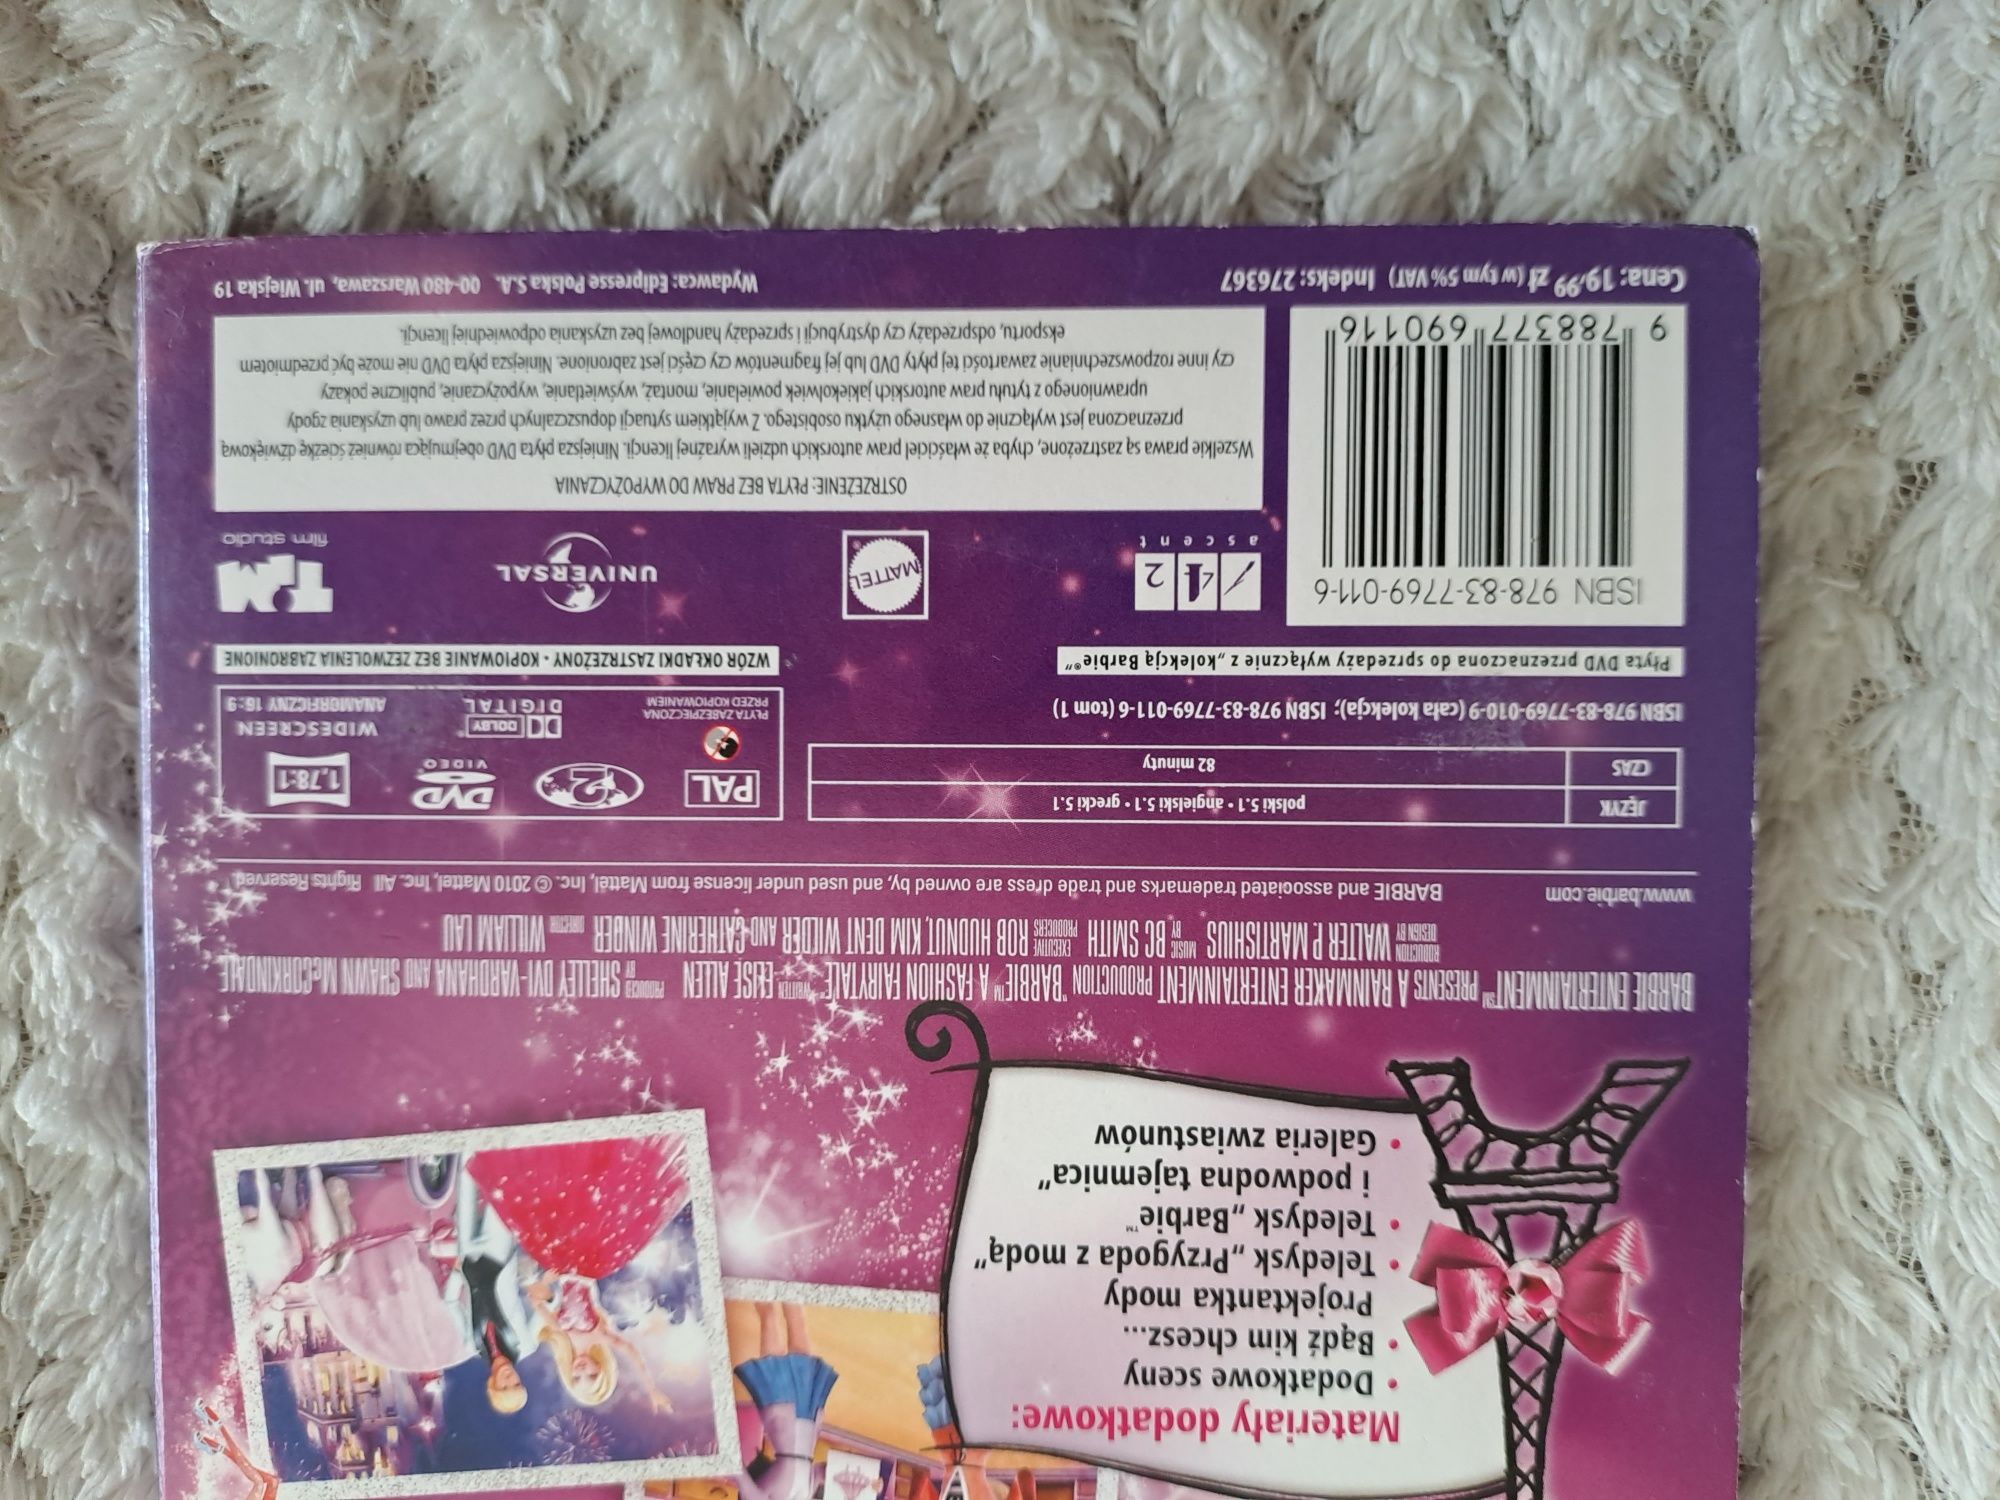 Materiały dodatkowe:
• Dodatkowe sceny
• Bądź kim chcesz...
Projektantka mody
• Teledysk „Przygoda z modą”
• Teledysk „Barbie™
i podwodna tajemnica”
• Galeria zwiastunów
BARBIE ENTERTAINMENT℠ PRESENTS A RAINMAKER ENTERTAINMENT PRODUCTION "BARBIE™ A FASHION FAIRYTALE" WRITTEN BY ELISE ALLEN PRODUCED BY SHELLEY DVI-VARDHANA AND SHAWN McCORKINDALE
PRODUCTION DESIGN BY WALTER P. MARTISHIUS MUSIC BY BC SMITH EXECUTIVE PRODUCERS ROB HUDNUT, KIM DENT WILDER AND CATHERINE WINDER DIRECTOR WILLIAM LAU
www.barbie.com BARBIE and associated trademarks and trade dress are owned by, and used under license from Mattel, Inc. © 2010 Mattel, Inc. All Rights Reserved.
JĘZYK polski 5.1 • angielski 5.1 • grecki 5.1
CZAS 82 minuty
PAL
2
DVD VIDEO
1,78:1
PŁYTA ZABEZPIECZONA
PRZED KOPIOWANIEM
DOLBY
DIGITAL
WIDESCREEN
ANAMORFICZNY 16:9
ISBN 978-83-7769-010-9 (cała kolekcja); ISBN 978-83-7769-011-6 (tom 1)
Płyta DVD przeznaczona do sprzedaży wyłącznie z „kolekcją Barbie®”
WZÓR OKŁADKI ZASTRZEŻONY • KOPIOWANIE BEZ ZEZWOLENIA ZABRONIONE
ISBN 978-83-7769-011-6
9 788377 690116
/ 4 2
ascent
MATTEL®
UNIVERSAL
TiM
film studio
OSTRZEŻENIE: PŁYTA BEZ PRAW DO WYPOŻYCZANIA
Wszelkie prawa są zastrzeżone, chyba że właściciel praw autorskich udzieli wyraźnej licencji. Niniejsza płyta DVD obejmująca również ścieżkę dźwiękową
przeznaczona jest wyłącznie do własnego użytku osobistego. Z wyjątkiem sytuacji dopuszczalnych przez prawo lub uzyskania zgody
uprawnionego z tytułu praw autorskich jakiekolwiek powielanie, montaż, wyświetlanie, wypożyczanie, publiczne pokazy
czy inne rozpowszechnianie zawartości tej płyty DVD lub jej fragmentów czy części jest zabronione. Niniejsza płyta DVD nie może być przedmiotem
eksportu, odsprzedaży czy dystrybucji i sprzedaży handlowej bez uzyskania odpowiedniej licencji.
Cena: 19,99 zł (w tym 5% VAT) Indeks: 276367
Wydawca: Edipresse Polska S.A. 00-480 Warszawa, ul. Wiejska 19